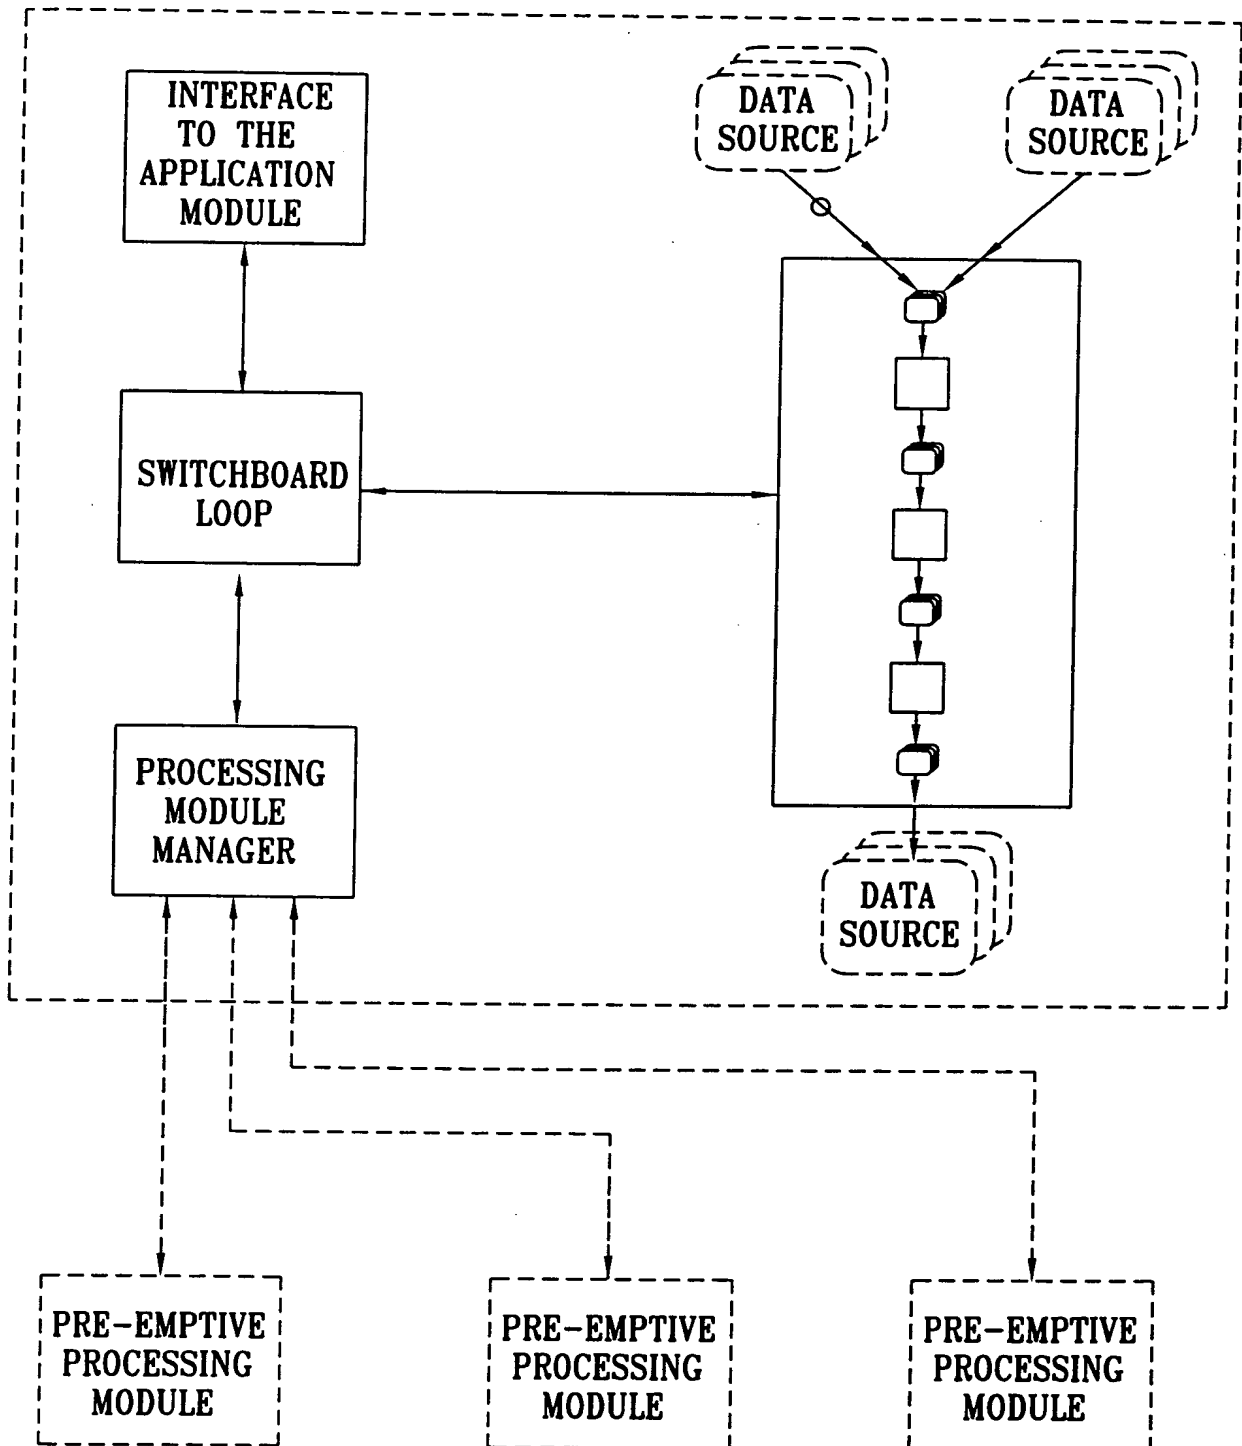 INTERFACE
TO THE
APPLICATION
MODULE
DATA
SOURCE
DATA
SOURCE
SWITCHBOARD
LOOP
PROCESSING
MODULE
MANAGER
DATA
SOURCE
PRE-EMPTIVE
PROCESSING
MODULE
PRE-EMPTIVE
PROCESSING
MODULE
PRE-EMPTIVE
PROCESSING
MODULE